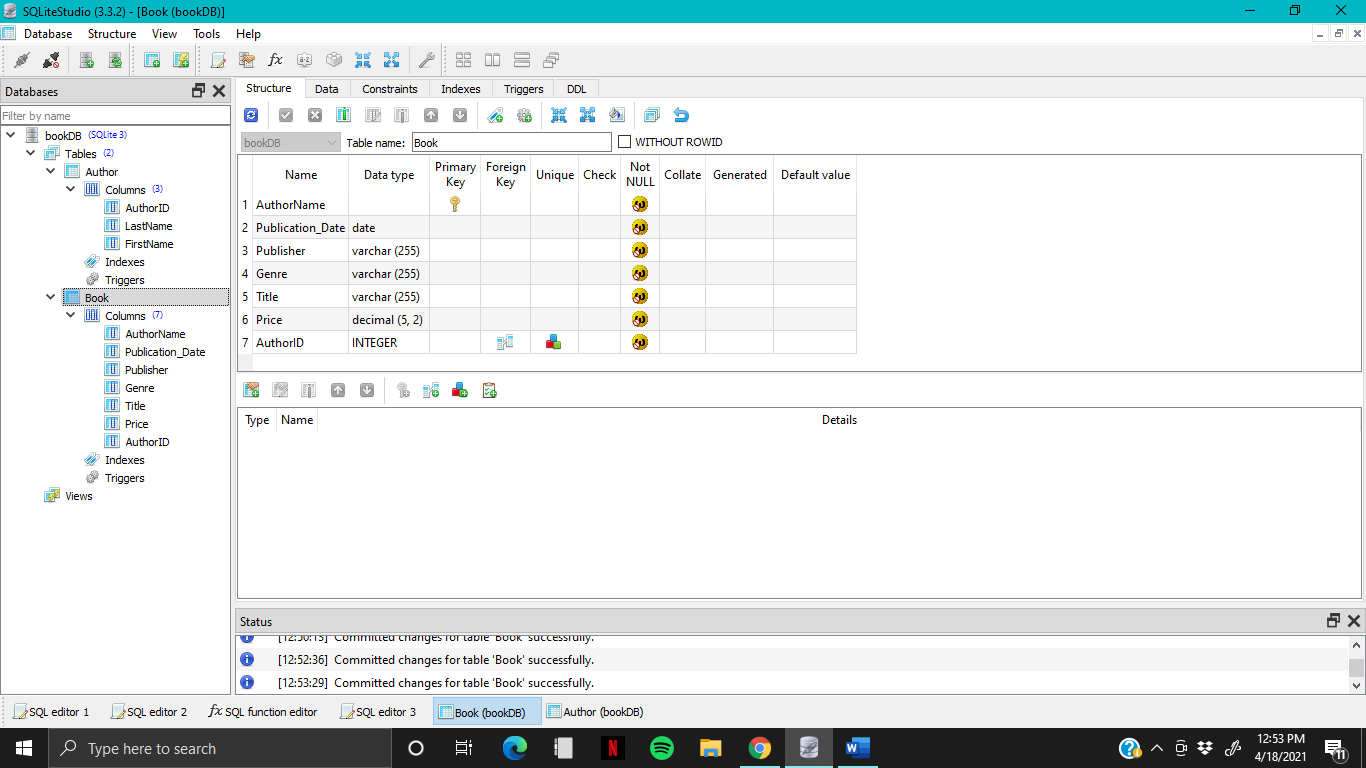 SQLiteStudio (3.3.2) - [Book (bookDB)]
Database Structure View Tools Help
Databases
Filter by name
bookDB (SQLite 3)
Tables (2)
Author
Columns (3)
AuthorID
LastName
FirstName
Indexes
Triggers
Book
Columns (7)
AuthorName
Publication_Date
Publisher
Genre
Title
Price
AuthorID
Indexes
Triggers
Views
Structure Data Constraints Indexes Triggers DDL
bookDB Table name: Book WITHOUT ROWID
Name Data type Primary Key Foreign Key Unique Check Not NULL Collate Generated Default value
1 AuthorName
2 Publication_Date date
3 Publisher varchar (255)
4 Genre varchar (255)
5 Title varchar (255)
6 Price decimal (5, 2)
7 AuthorID INTEGER
Type Name Details
Status
[12:50:13] Committed changes for table 'Book' successfully.
[12:52:36] Committed changes for table 'Book' successfully.
[12:53:29] Committed changes for table 'Book' successfully.
SQL editor 1 SQL editor 2 SQL function editor SQL editor 3 Book (bookDB) Author (bookDB)
Type here to search
12:53 PM
4/18/2021
11